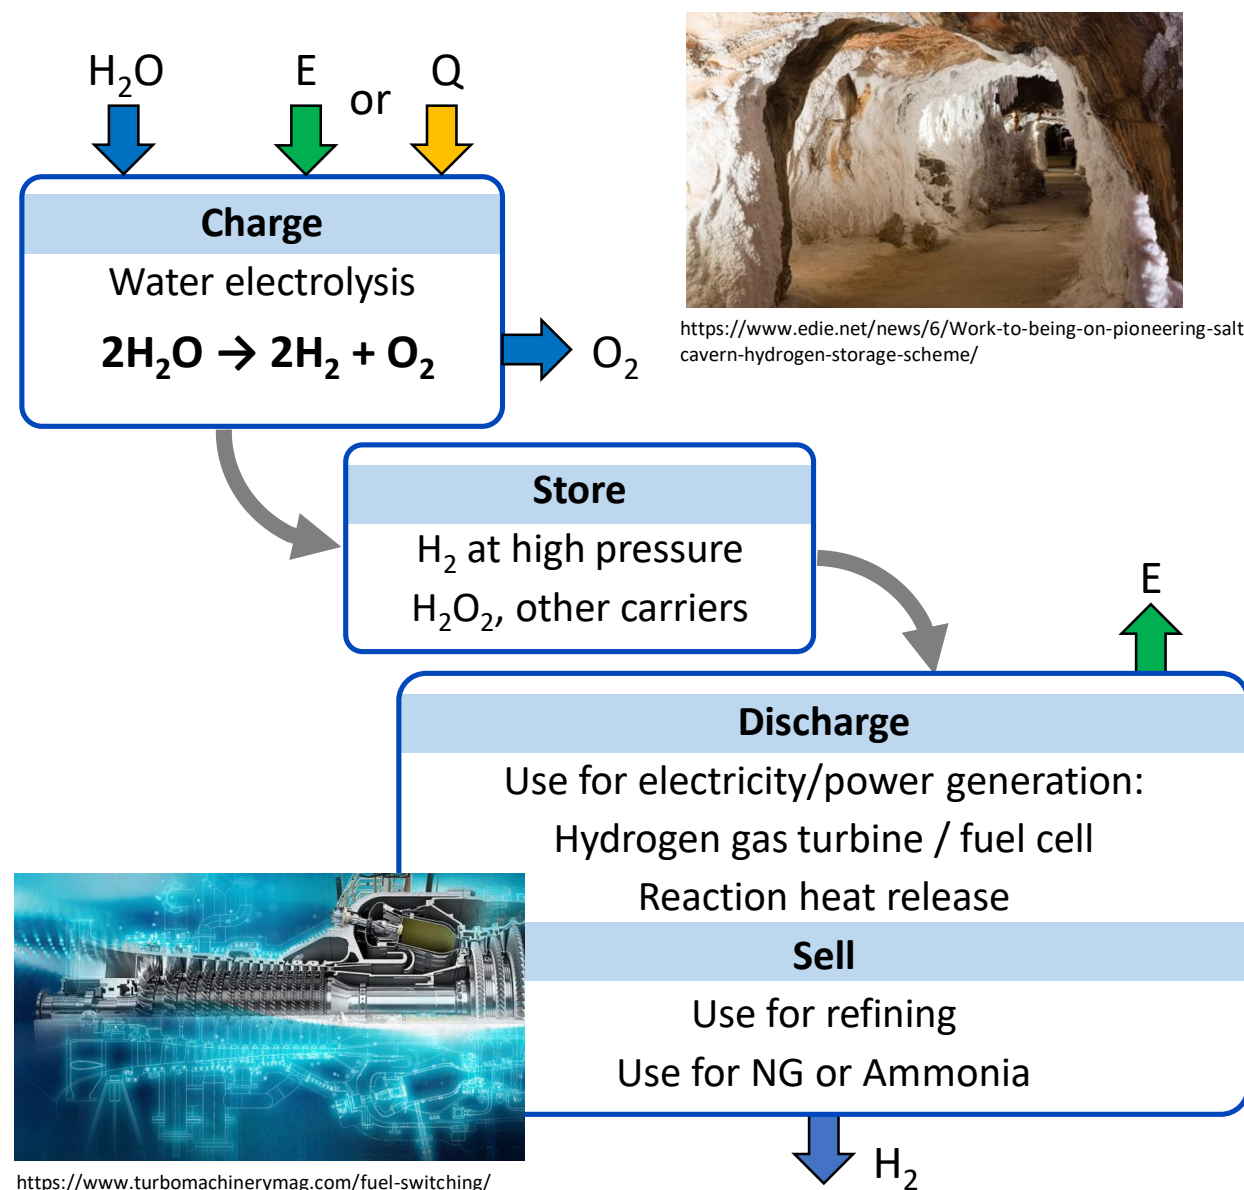 H₂O
E
or
Q
Charge
Water electrolysis
2H₂O → 2H₂ + O₂
O₂
https://www.edie.net/news/6/Work-to-being-on-pioneering-salt
cavern-hydrogen-storage-scheme/
Store
H₂ at high pressure
H₂O₂, other carriers
E
Discharge
Use for electricity/power generation:
Hydrogen gas turbine / fuel cell
Reaction heat release
Sell
Use for refining
Use for NG or Ammonia
H₂
https://www.turbomachinerymag.com/fuel-switching/